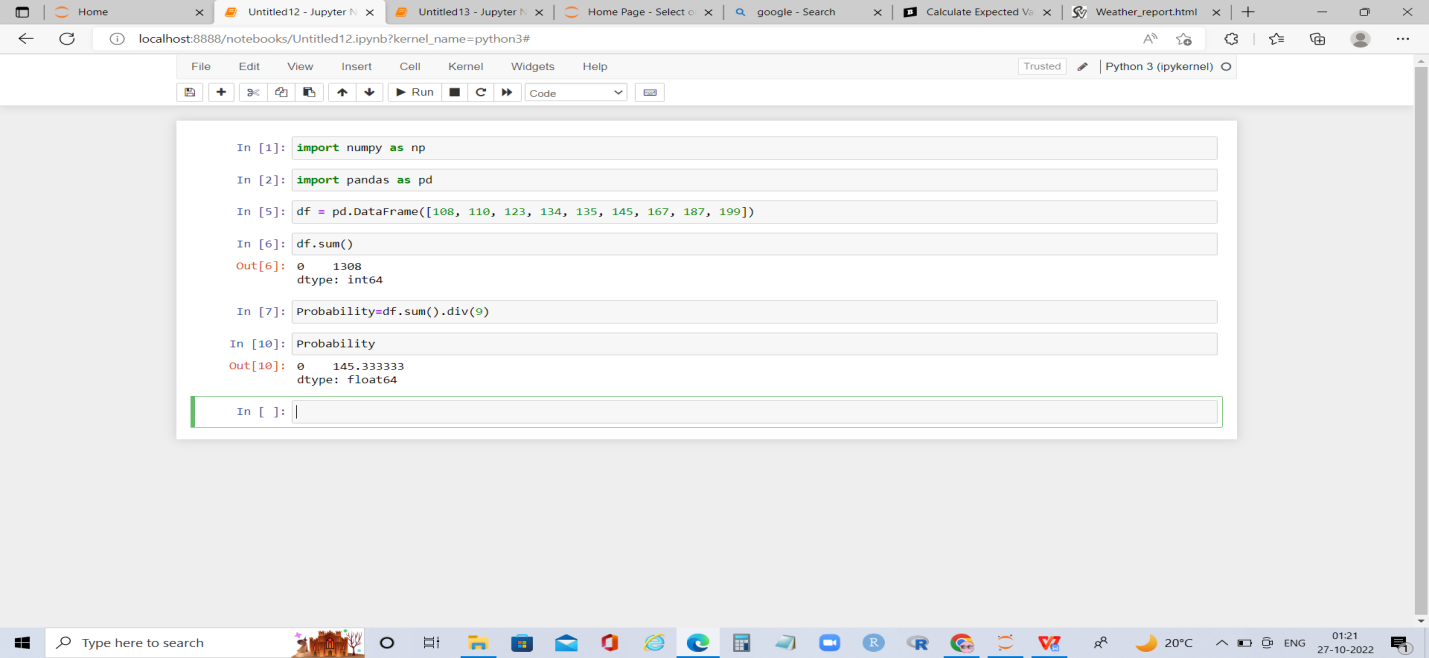 Home
Untitled12 - Jupyter N
Untitled13 - Jupyter N
Home Page - Select o
google - Search
Calculate Expected Va
Weather_report.html
localhost:8888/notebooks/Untitled12.ipynb?kernel_name=python3#
File Edit View Insert Cell Kernel Widgets Help
Trusted
Python 3 (ipykernel)
Run
Code
In [1]: import numpy as np
In [2]: import pandas as pd
In [5]: df = pd.DataFrame([108, 110, 123, 134, 135, 145, 167, 187, 199])
In [6]: df.sum()
Out[6]: 0 1308
dtype: int64
In [7]: Probability=df.sum().div(9)
In [10]: Probability
Out[10]: 0 145.333333
dtype: float64
In [ ]:
Type here to search
20°C
ENG
01:21
27-10-2022
1